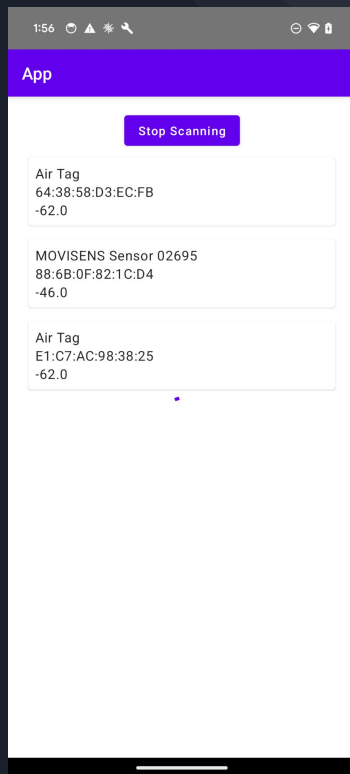 1:56
App
Stop Scanning
Air Tag
64:38:58:D3:EC:FB
-62.0
MOVISENS Sensor 02695
88:6B:0F:82:1C:D4
-46.0
Air Tag
E1:C7:AC:98:38:25
-62.0